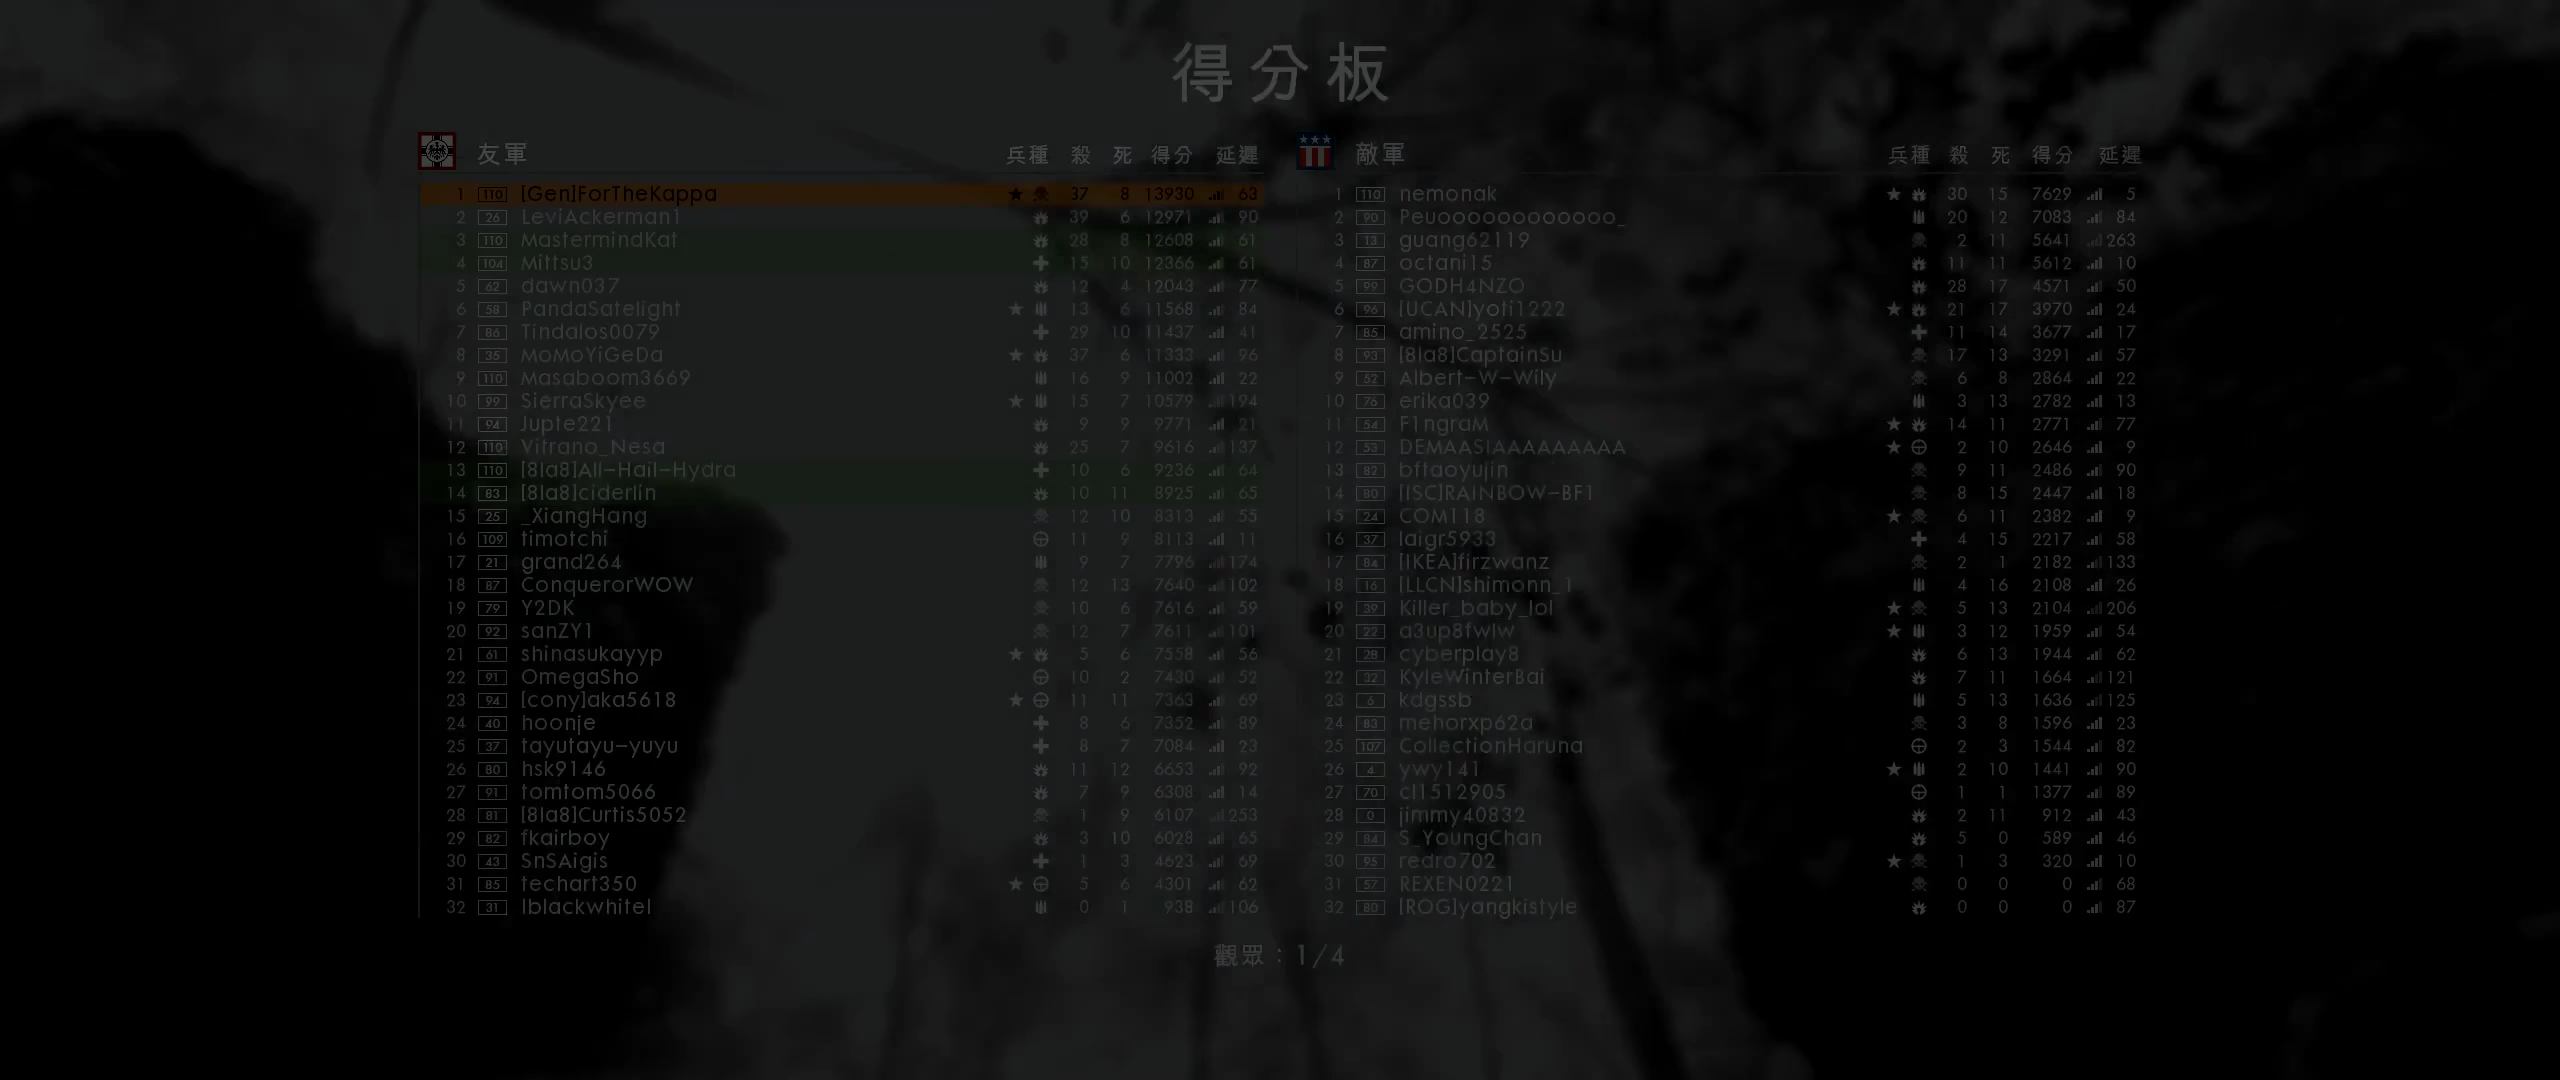 得分板
友軍 兵種 殺 死 得分 延遲
1 110 [Gen]ForTheKappa 37 8 13930 63
2 26 LeviAckerman1 39 6 12971 90
3 110 MastermindKat 28 8 12608 61
4 104 Mittsu3 15 10 12366 61
5 62 dawn037 12 4 12043 77
6 58 PandaSatelight 13 6 11568 84
7 86 Tindalos0079 29 10 11437 41
8 35 MoMoYiGeDa 37 6 11333 96
9 110 Masaboom3669 16 9 11002 22
10 99 SierraSkyee 15 7 10579 194
11 94 Jupte221 9 9 9771 21
12 110 Vitrano_Nesa 25 7 9616 137
13 110 [8la8]All-Hail-Hydra 10 6 9236 64
14 83 [8la8]ciderlin 10 11 8925 65
15 25 _XiangHang 12 10 8313 55
16 109 timotchi 11 9 8113 11
17 21 grand264 9 7 7796 174
18 87 ConquerorWOW 12 13 7640 102
19 79 Y2DK 10 6 7616 59
20 92 sanZY1 12 7 7611 101
21 61 shinasukayyp 5 6 7558 56
22 91 OmegaSho 10 2 7430 52
23 94 [cony]aka5618 11 11 7363 69
24 40 hoonje 8 6 7352 89
25 37 tayutayu-yuyu 8 7 7084 23
26 80 hsk9146 11 12 6653 92
27 91 tomtom5066 7 9 6308 14
28 81 [8la8]Curtis5052 1 9 6107 253
29 82 fkairboy 3 10 6028 65
30 43 SnSAigis 1 3 4623 69
31 85 techart350 5 6 4301 62
32 31 lblackwhitel 0 1 938 106
敵軍 兵種 殺 死 得分 延遲
1 110 nemonak 30 15 7629 5
2 90 Peuoooooooooooo_ 20 12 7083 84
3 13 guang62119 2 11 5641 263
4 87 octani15 11 11 5612 10
5 99 GODH4NZO 28 17 4571 50
6 96 [UCAN]yoti1222 21 17 3970 24
7 85 amino_2525 11 14 3677 17
8 93 [8la8]CaptainSu 17 13 3291 57
9 52 Albert-W-Wily 6 8 2864 22
10 76 erika039 3 13 2782 13
11 54 F1ngraM 14 11 2771 77
12 53 DEMAASIAAAAAAAAA 2 10 2646 9
13 82 bftaoyujin 9 11 2486 90
14 80 [ISC]RAINBOW-BF1 8 15 2447 18
15 24 COM118 6 11 2382 9
16 37 laigr5933 4 15 2217 58
17 84 [IKEA]firzwanz 2 1 2182 133
18 16 [LLCN]shimonn_1 4 16 2108 26
19 39 Killer_baby_lol 5 13 2104 206
20 22 a3up8fwlw 3 12 1959 54
21 28 cyberplay8 6 13 1944 62
22 32 KyleWinterBai 7 11 1664 121
23 6 kdgssb 5 13 1636 125
24 83 mehorxp62a 3 8 1596 23
25 107 CollectionHaruna 2 3 1544 82
26 4 ywy141 2 10 1441 90
27 70 cl1512905 1 1 1377 89
28 0 jimmy40832 2 11 912 43
29 84 S_YoungChan 5 0 589 46
30 95 redro702 1 3 320 10
31 57 REXEN0221 0 0 0 68
32 80 [ROG]yangkistyle 0 0 0 87
觀眾：1/4